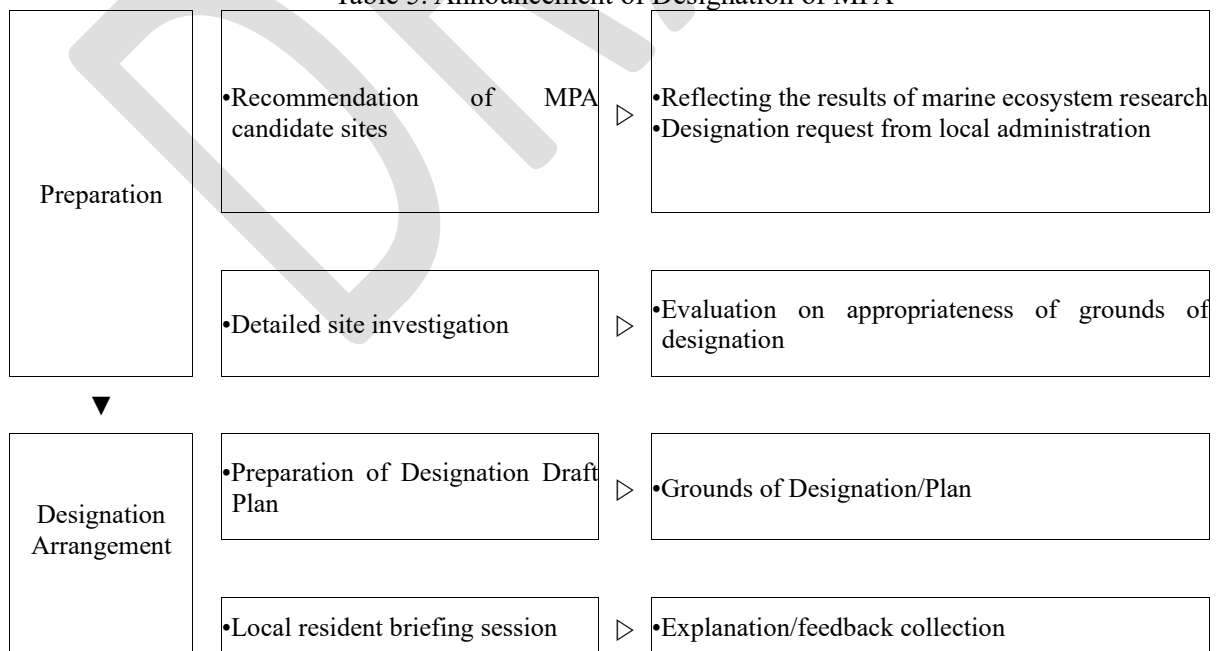 Table 5. Announcement of Designation of MPA
Preparation
•Recommendation of MPA
candidate sites
▷
•Reflecting the results of marine ecosystem research
•Designation request from local administration
•Detailed site investigation
▷
•Evaluation on appropriateness of grounds of
designation
▼
Designation
Arrangement
•Preparation of Designation Draft
Plan
▷
•Grounds of Designation/Plan
•Local resident briefing session
▷
•Explanation/feedback collection